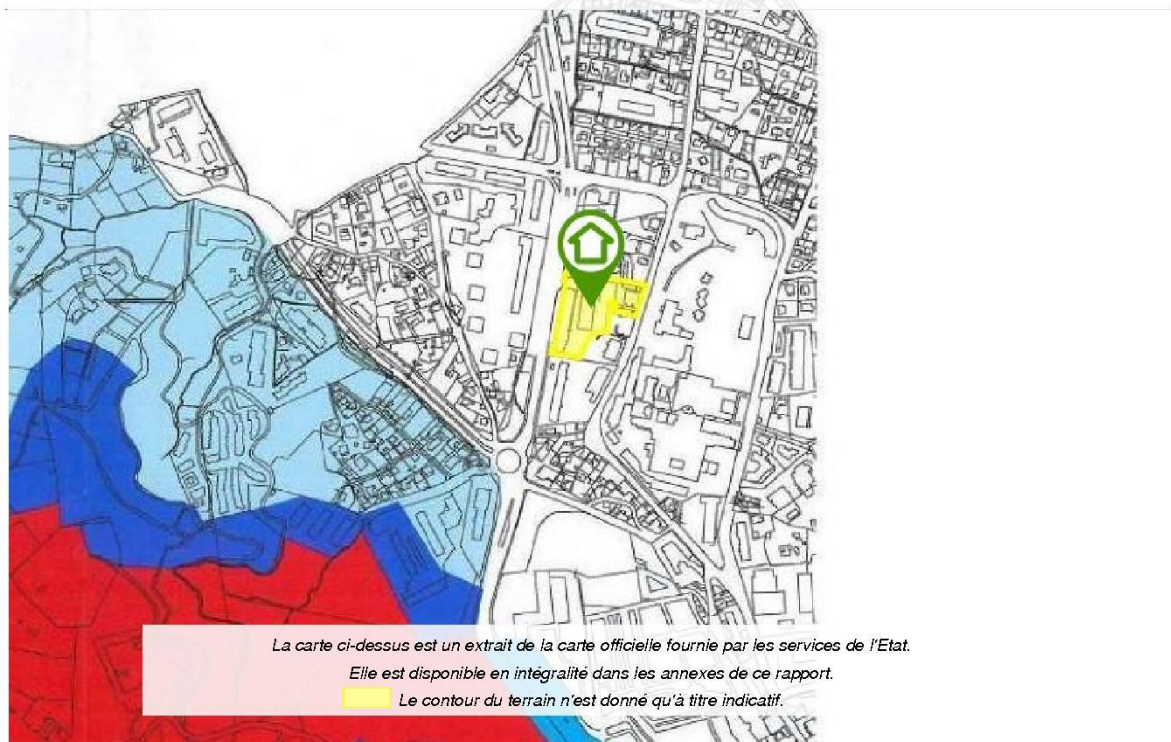 La carte ci-dessus est un extrait de la carte officielle fournie par les services de l'Etat.
Elle est disponible en intégralité dans les annexes de ce rapport.
Le contour du terrain n'est donné qu'à titre indicatif.